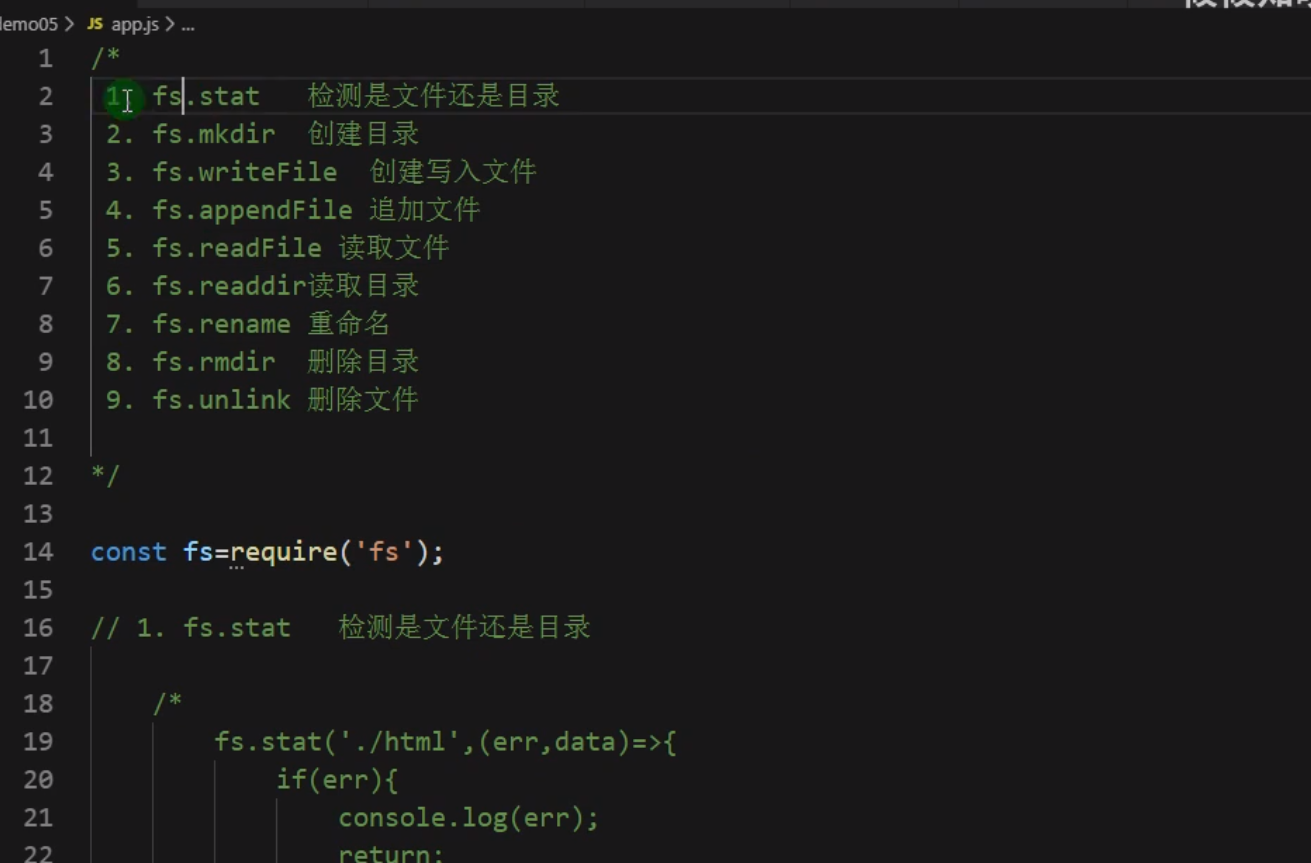 demo05 > JS app.js > ...
1 /*
2 1. fs.stat 检测是文件还是目录
3 2. fs.mkdir 创建目录
4 3. fs.writeFile 创建写入文件
5 4. fs.appendFile 追加文件
6 5. fs.readFile 读取文件
7 6. fs.readdir读取目录
8 7. fs.rename 重命名
9 8. fs.rmdir 删除目录
10 9. fs.unlink 删除文件
11
12 */
13
14 const fs=require('fs');
15
16 // 1. fs.stat 检测是文件还是目录
17
18 /*
19 fs.stat('./html',(err,data)=>{
20 if(err){
21 console.log(err);
22 return;